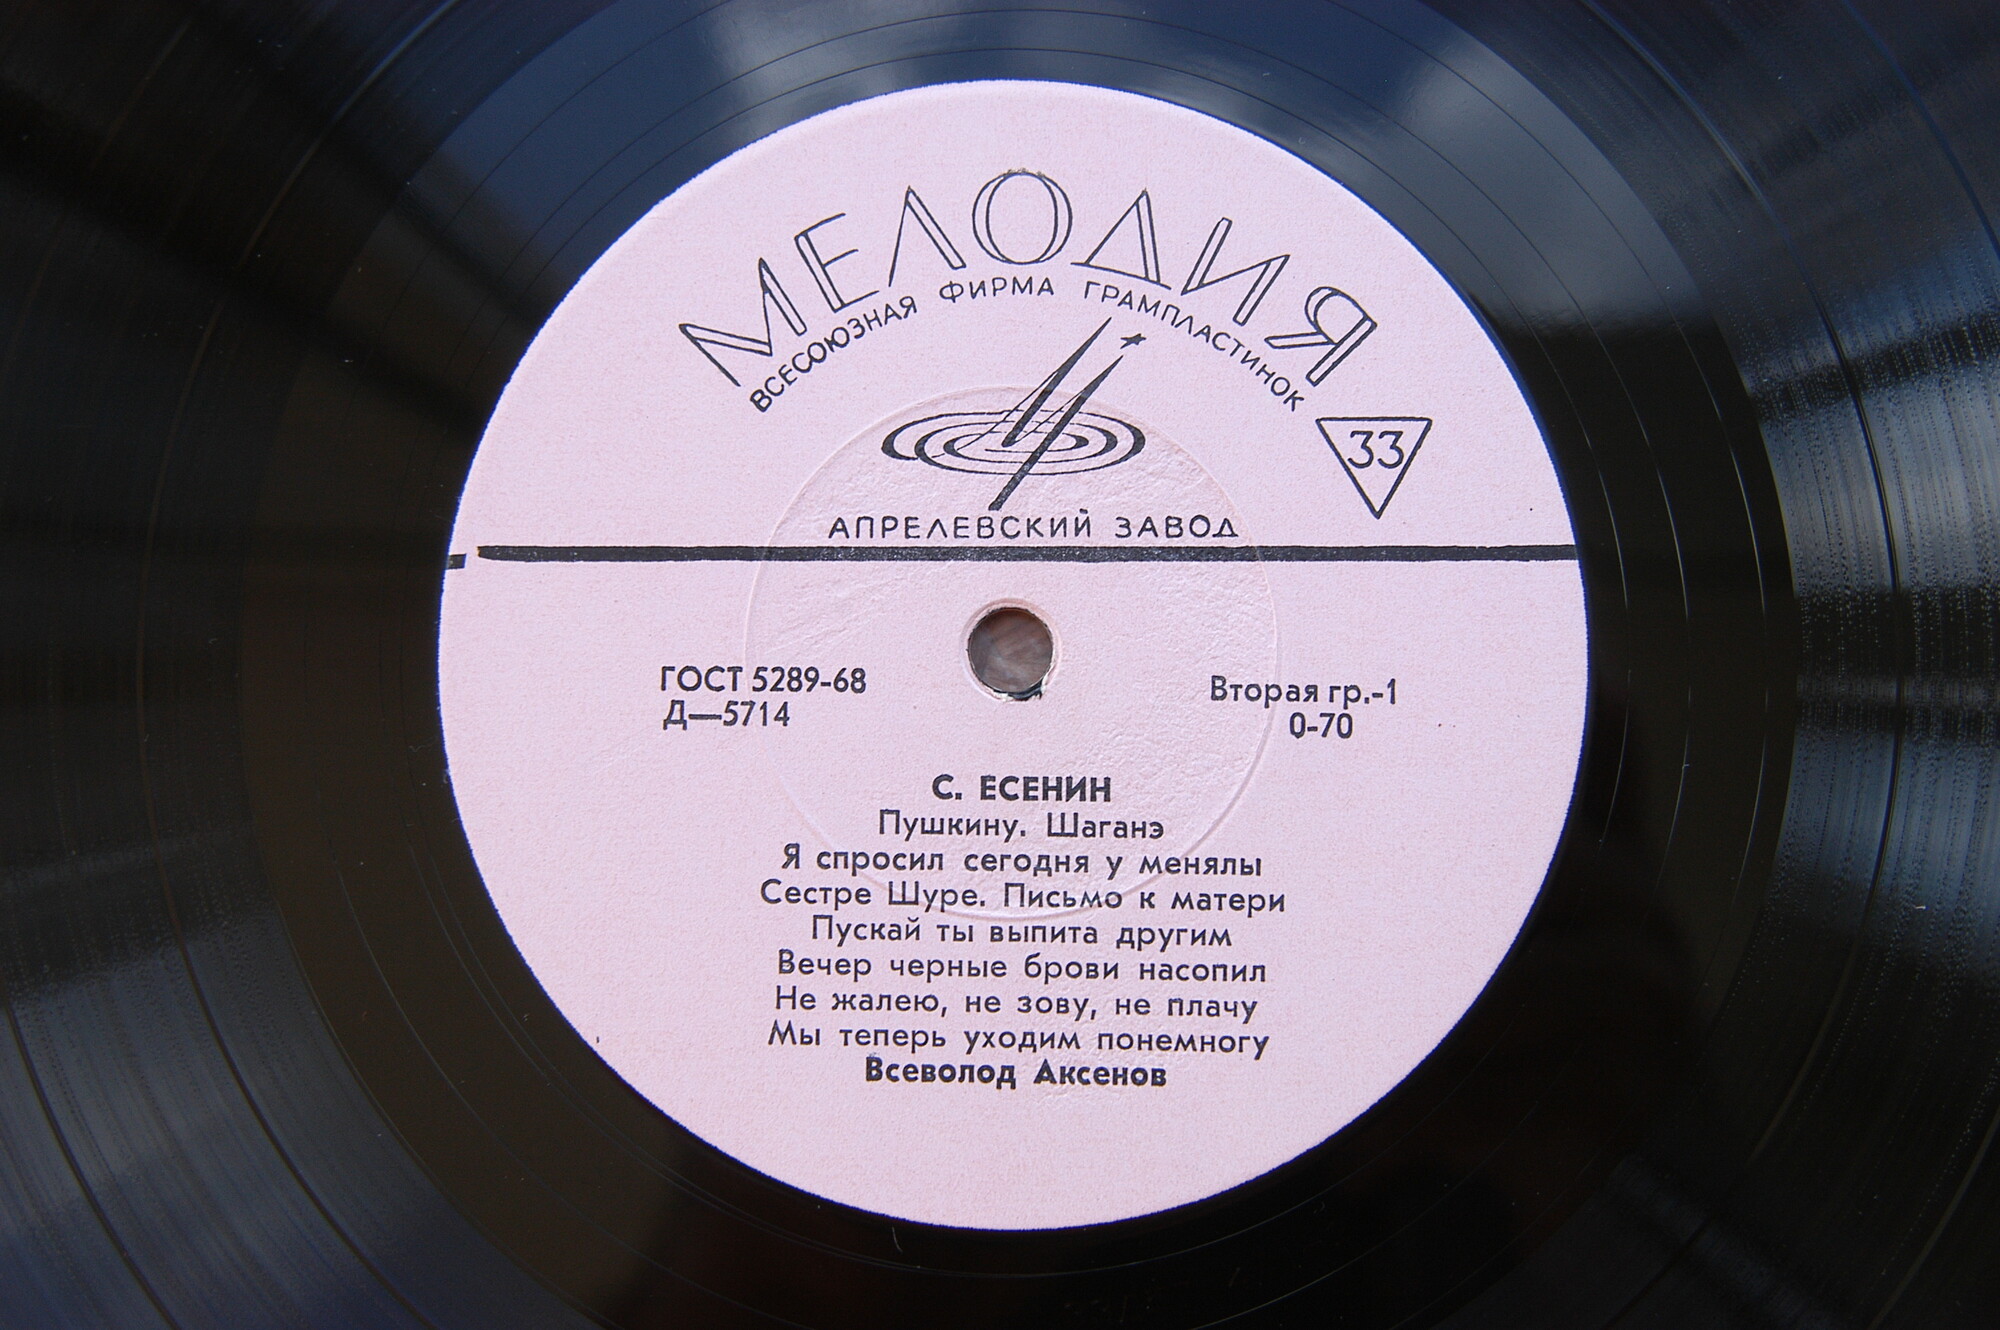 МЕЛОДИЯ
ВСЕСОЮЗНАЯ ФИРМА ГРАМПЛАСТИНОК
33
АПРЕЛЕВСКИЙ ЗАВОД
ГОСТ 5289-68
Д—5714
Вторая гр.-1
0-70
С. ЕСЕНИН
Пушкину. Шаганэ
Я спросил сегодня у менялы
Сестре Шуре. Письмо к матери
Пускай ты выпита другим
Вечер черные брови насопил
Не жалею, не зову, не плачу
Мы теперь уходим понемногу
Всеволод Аксенов